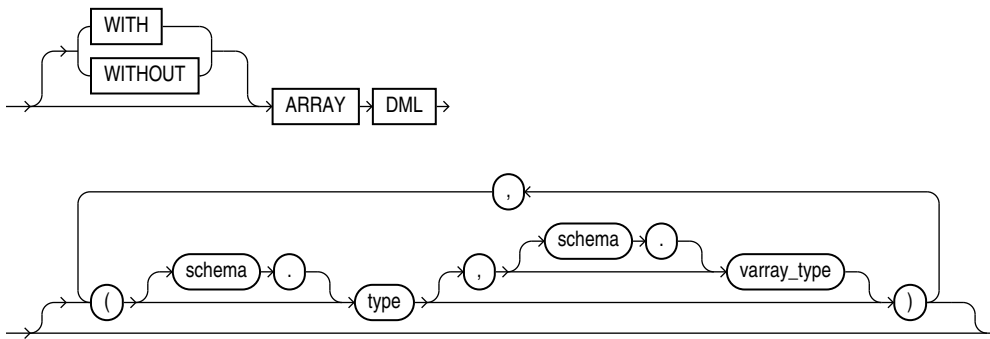 WITH
WITHOUT
ARRAY DML
,
schema .
schema .
( type , varray_type )